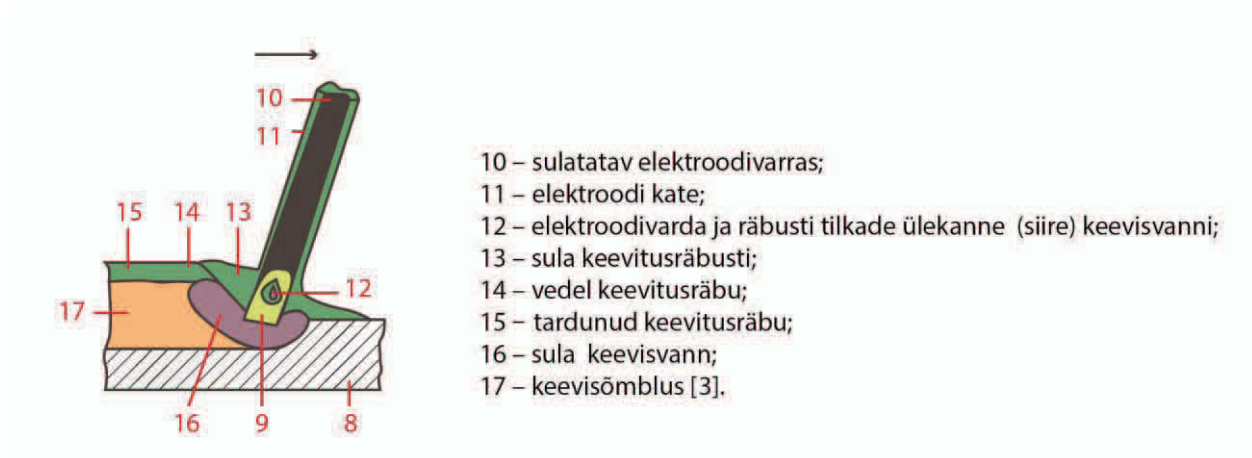 10
11
15 14 13
12
17
16 9 8
10 – sulatatav elektroodivarras;
11 – elektroodi kate;
12 – elektroodivarda ja räbusti tilkade ülekanne (siire) keevisvanni;
13 – sula keevitusräbusti;
14 – vedel keevitusräbu;
15 – tardunud keevitusräbu;
16 – sula keevisvann;
17 – keevisõmblus [3].